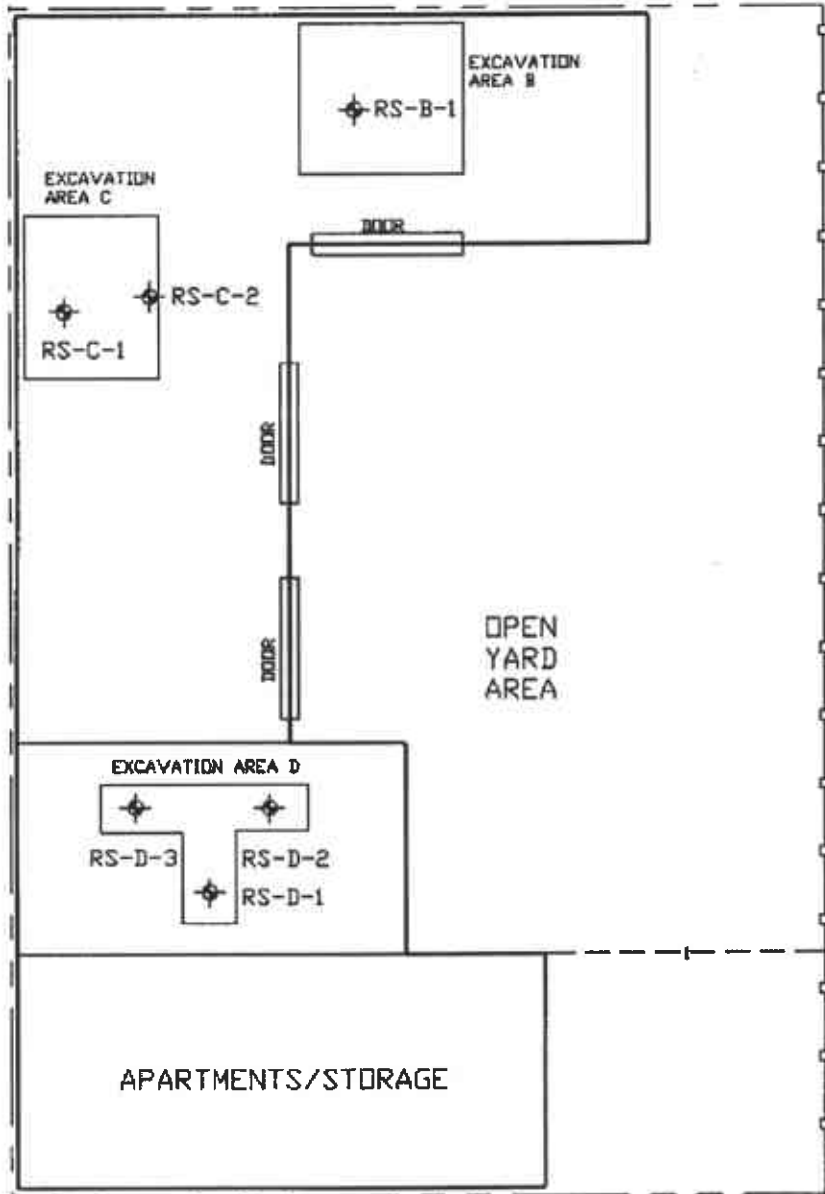 EXCAVATION
AREA B
RS-B-1
EXCAVATION
AREA C
DOOR
RS-C-2
RS-C-1
DOOR
DOOR
OPEN
YARD
AREA
EXCAVATION AREA D
RS-D-3
RS-D-2
RS-D-1
APARTMENTS/STORAGE